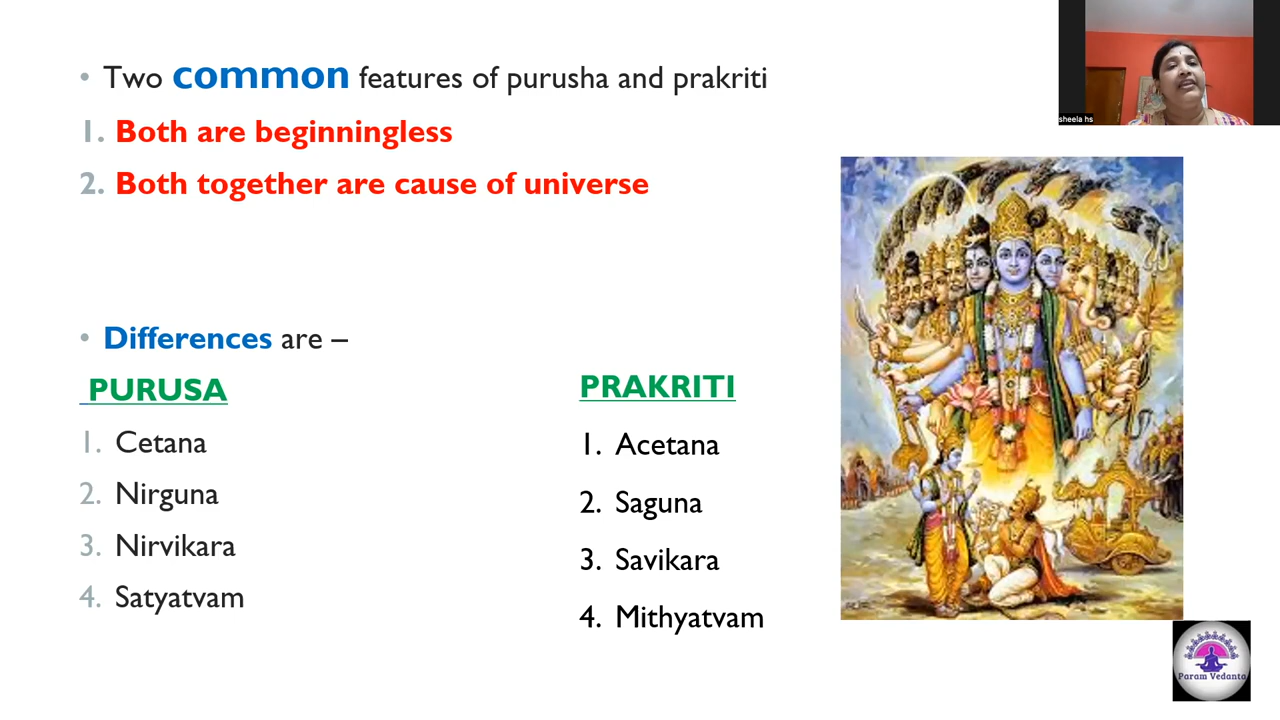 • Two common features of purusha and prakriti
1. Both are beginningless
2. Both together are cause of universe
• Differences are –
PURUSA
1. Cetana
2. Nirguna
3. Nirvikara
4. Satyatvam
PRAKRITI
1. Acetana
2. Saguna
3. Savikara
4. Mithyatvam
sheela hs
Param Vedanta